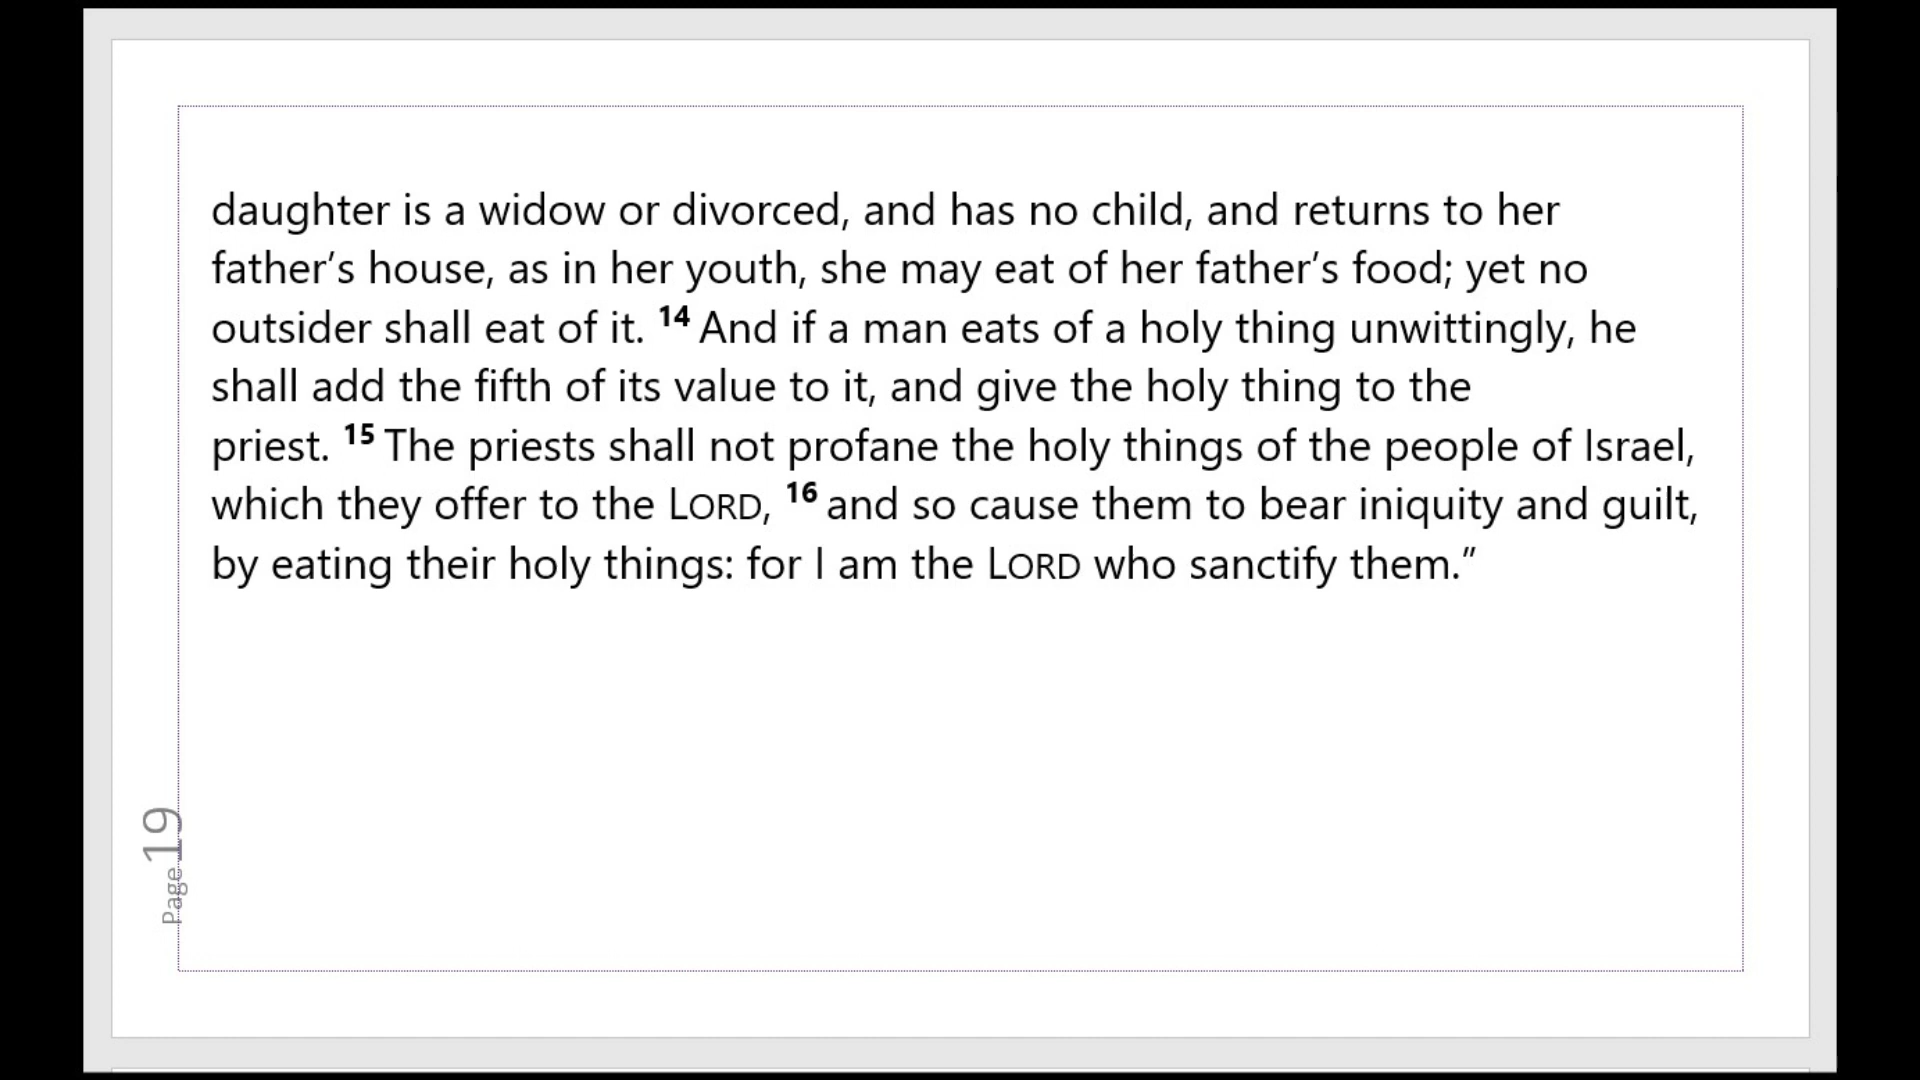 daughter is a widow or divorced, and has no child, and returns to her
father’s house, as in her youth, she may eat of her father’s food; yet no
outsider shall eat of it. 14 And if a man eats of a holy thing unwittingly, he
shall add the fifth of its value to it, and give the holy thing to the
priest. 15 The priests shall not profane the holy things of the people of Israel,
which they offer to the LORD, 16 and so cause them to bear iniquity and guilt,
by eating their holy things: for I am the LORD who sanctify them.”
Page 19